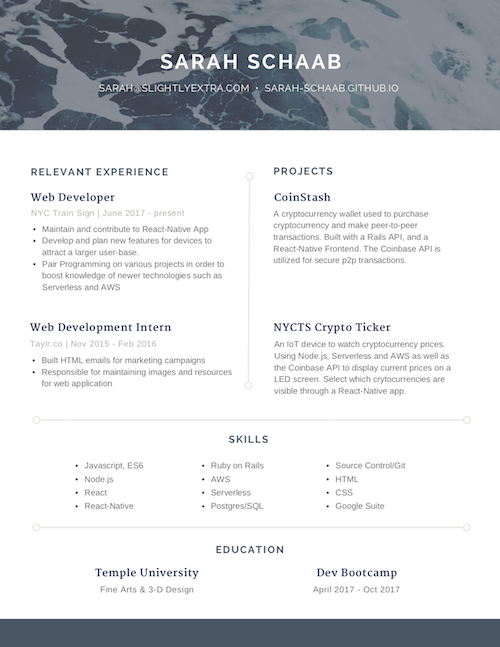 SARAH SCHAAB
SARAH@SLIGHTLYEXTRA.COM • SARAH-SCHAAB.GITHUB.IO
RELEVANT EXPERIENCE
Web Developer
NYC Train Sign | June 2017 - present
• Maintain and contribute to React-Native App
• Develop and plan new features for devices to
attract a larger user-base.
• Pair Programming on various projects in order to
boost knowledge of newer technologies such as
Serverless and AWS
Web Development Intern
Taylr.co | Nov 2015 - Feb 2016
• Built HTML emails for marketing campaigns
• Responsible for maintaining images and resources
for web application
PROJECTS
CoinStash
A cryptocurrency wallet used to purchase
cryptocurrency and make peer-to-peer
transactions. Built with a Rails API, and a
React-Native Frontend. The Coinbase API is
utilized for secure p2p transactions.
NYCTS Crypto Ticker
An IoT device to watch cryptocurrency prices.
Using Node.js, Serverless and AWS as well as
the Coinbase API to display current prices on a
LED screen. Select which crytocurrencies are
visible through a React-Native app.
SKILLS
• Javascript, ES6
• Node.js
• React
• React-Native
• Ruby on Rails
• AWS
• Serverless
• Postgres/SQL
• Source Control/Git
• HTML
• CSS
• Google Suite
EDUCATION
Temple University
Fine Arts & 3-D Design
Dev Bootcamp
April 2017 - Oct 2017